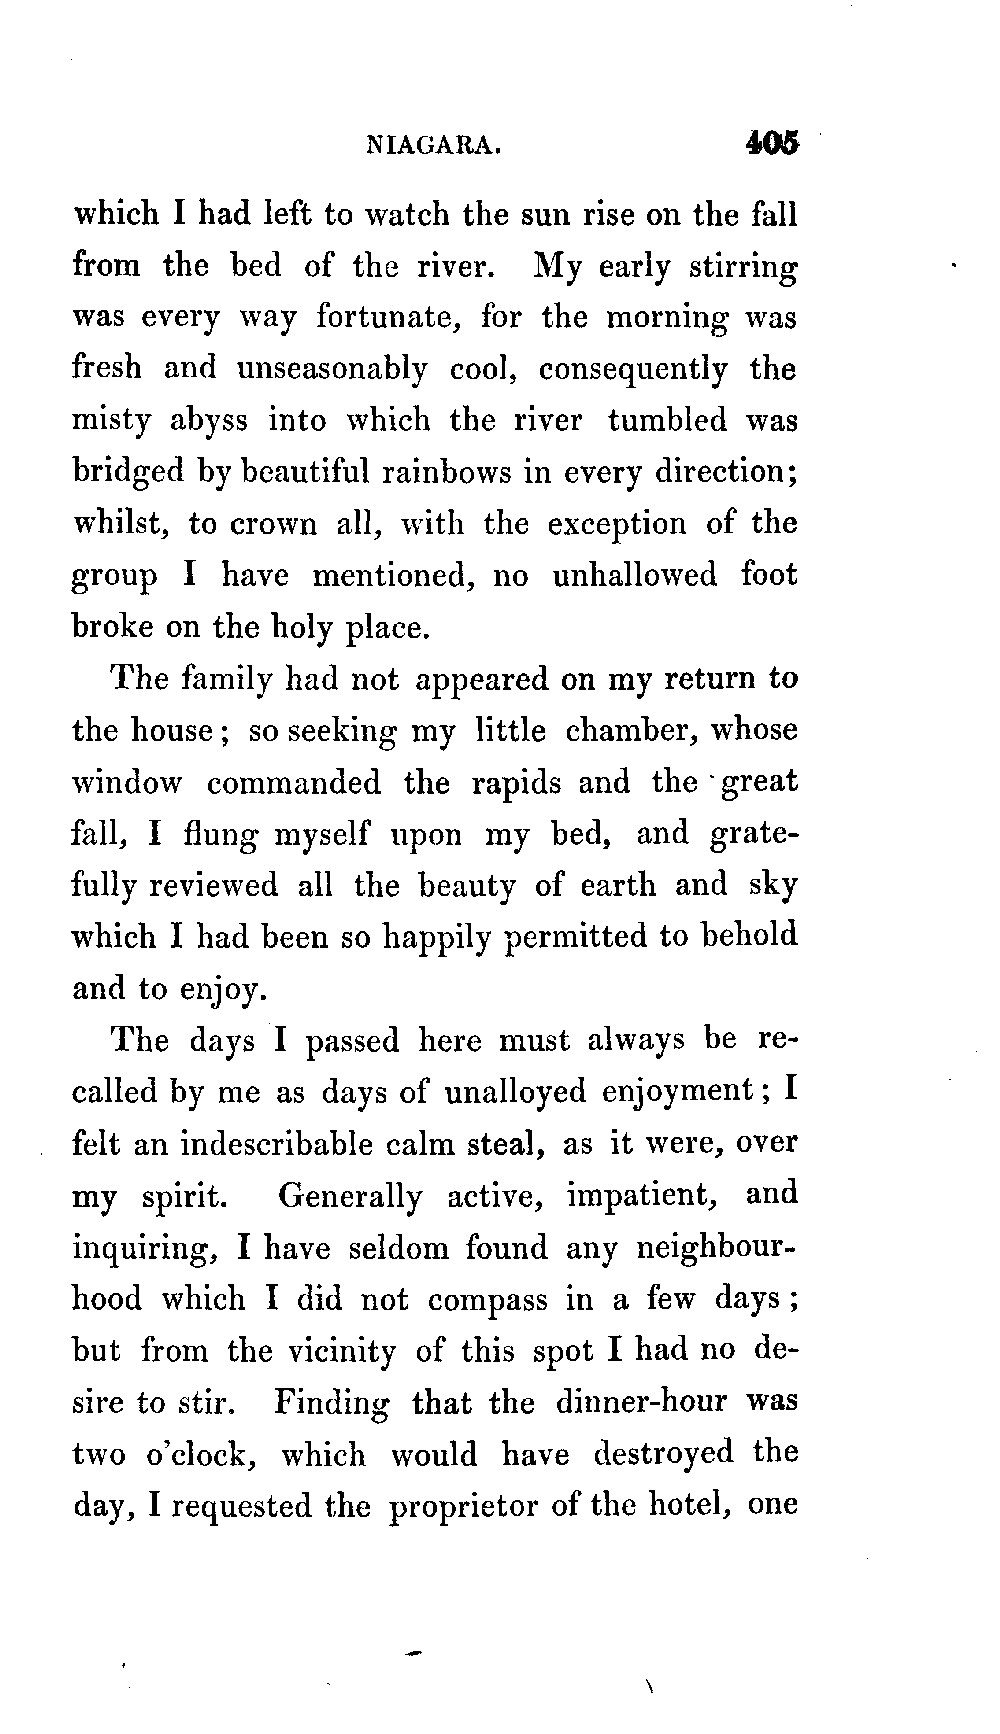 NIAGARA. 405
which I had left to watch the sun rise on the fall
from the bed of the river. My early stirring
was every way fortunate, for the morning was
fresh and unseasonably cool, consequently the
misty abyss into which the river tumbled was
bridged by beautiful rainbows in every direction;
whilst, to crown all, with the exception of the
group I have mentioned, no unhallowed foot
broke on the holy place.
The family had not appeared on my return to
the house; so seeking my little chamber, whose
window commanded the rapids and the great
fall, I flung myself upon my bed, and grate-
fully reviewed all the beauty of earth and sky
which I had been so happily permitted to behold
and to enjoy.
The days I passed here must always be re-
called by me as days of unalloyed enjoyment; I
felt an indescribable calm steal, as it were, over
my spirit. Generally active, impatient, and
inquiring, I have seldom found any neighbour-
hood which I did not compass in a few days;
but from the vicinity of this spot I had no de-
sire to stir. Finding that the dinner-hour was
two o'clock, which would have destroyed the
day, I requested the proprietor of the hotel, one